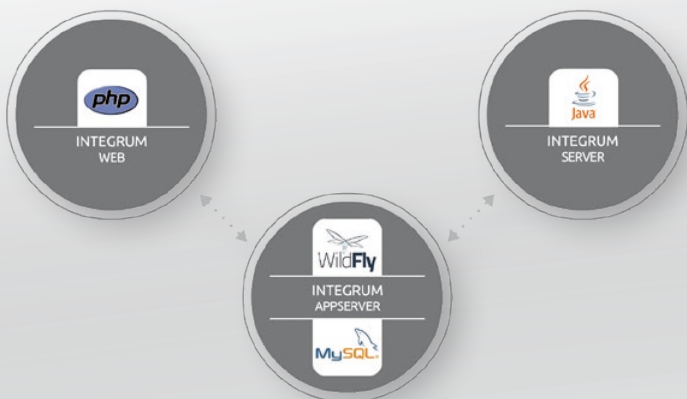 php
INTEGRUM
WEB
Java
INTEGRUM
SERVER
WildFly
INTEGRUM
APPSERVER
MySQL